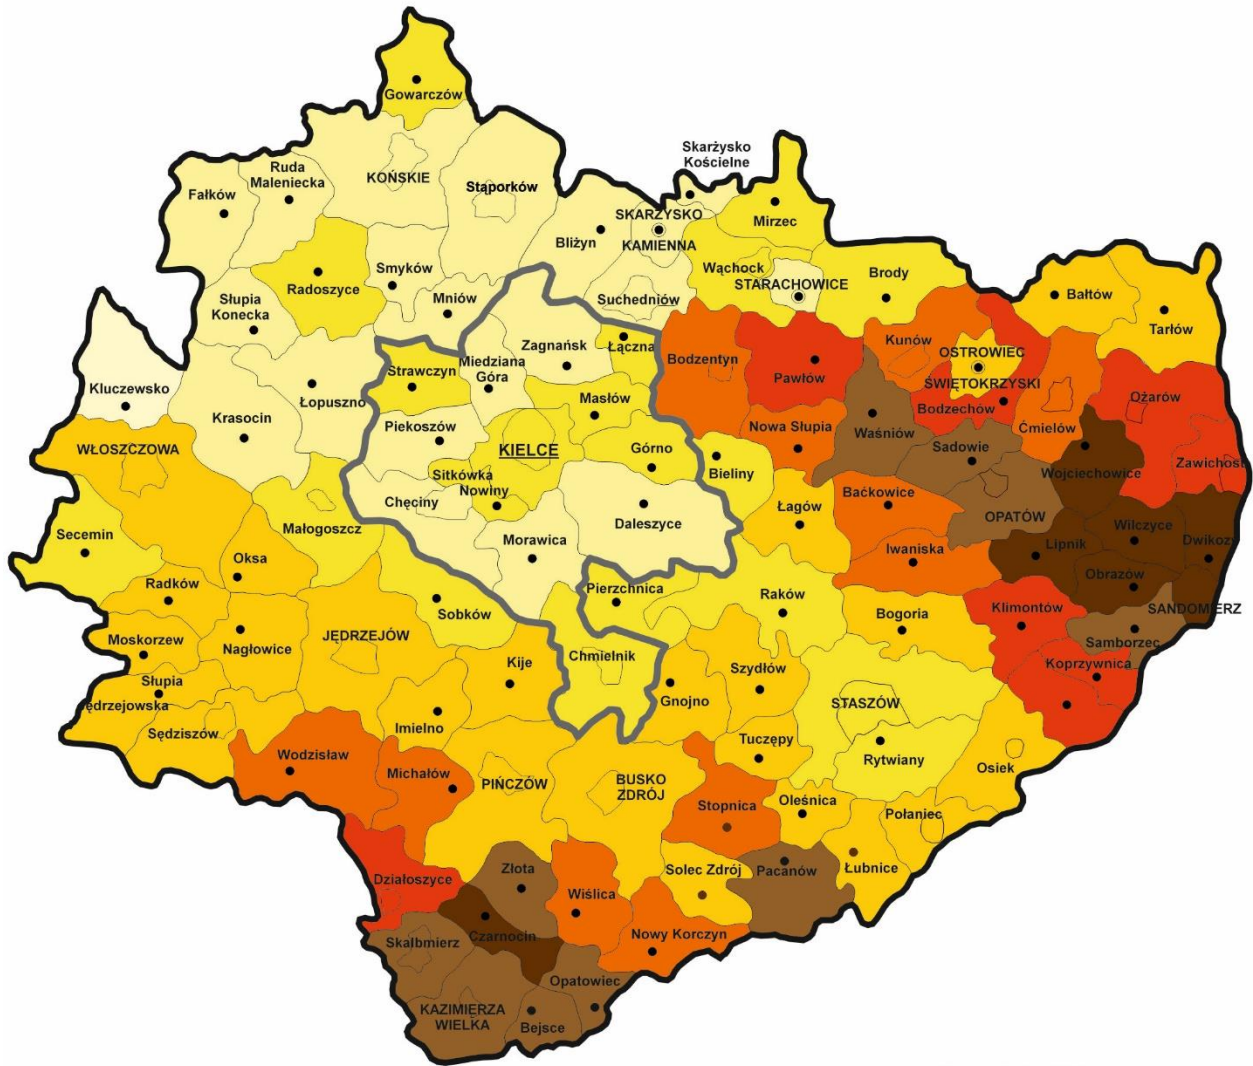 Gowarczów
Skarżysko
Kościelne
Ruda
Maleniecka
KOŃSKIE
Stąporków
Fałków
SKARŻYSKO
KAMIENNA
Bliżyn
Mirzec
Wąchock
STARACHOWICE
Brody
Smyków
Radoszyce
Mniów
Suchedniów
Słupia
Konecka
Bałtów
Tarłów
Kluczewsko
Łopuszno
Krasocin
Strawczyn
Miedziana
Góra
Zagnańsk
Łączna
Bodzentyn
Pawłów
Kunów
OSTROWIEC
ŚWIĘTOKRZYSKI
Bodzechów
Ćmielów
Ożarów
Masłów
Piekoszów
KIELCE
Górno
Nowa Słupia
Waśniów
Sadowie
Wojciechowice
Zawichost
WŁOSZCZOWA
Sitkówka
Nowiny
Chęciny
Bieliny
Daleszyce
Łagów
Baćkowice
OPATÓW
Małogoszcz
Secemin
Oksa
Morawica
Iwaniska
Lipnik
Wilczyce
Dwikozy
Obrazów
Radków
Sobków
Pierzchnica
Raków
Bogoria
Klimontów
SANDOMIERZ
Samborzec
Moskorzew
Nagłowice
JĘDRZEJÓW
Chmielnik
Kije
Szydłów
Koprzywnica
Słupia
ędrzejowska
Gnojno
STASZÓW
Sędziszów
Imielno
Tuczępy
Rytwiany
Osiek
Wodzisław
Michałów
PIŃCZÓW
BUSKO
ZDRÓJ
Stopnica
Oleśnica
Połaniec
Działoszyce
Złota
Wiślica
Solec Zdrój
Pacanów
Łubnice
Skalbmierz
Czarnocin
Nowy Korczyn
Opatowiec
KAZIMIERZA
WIELKA
Bejsce